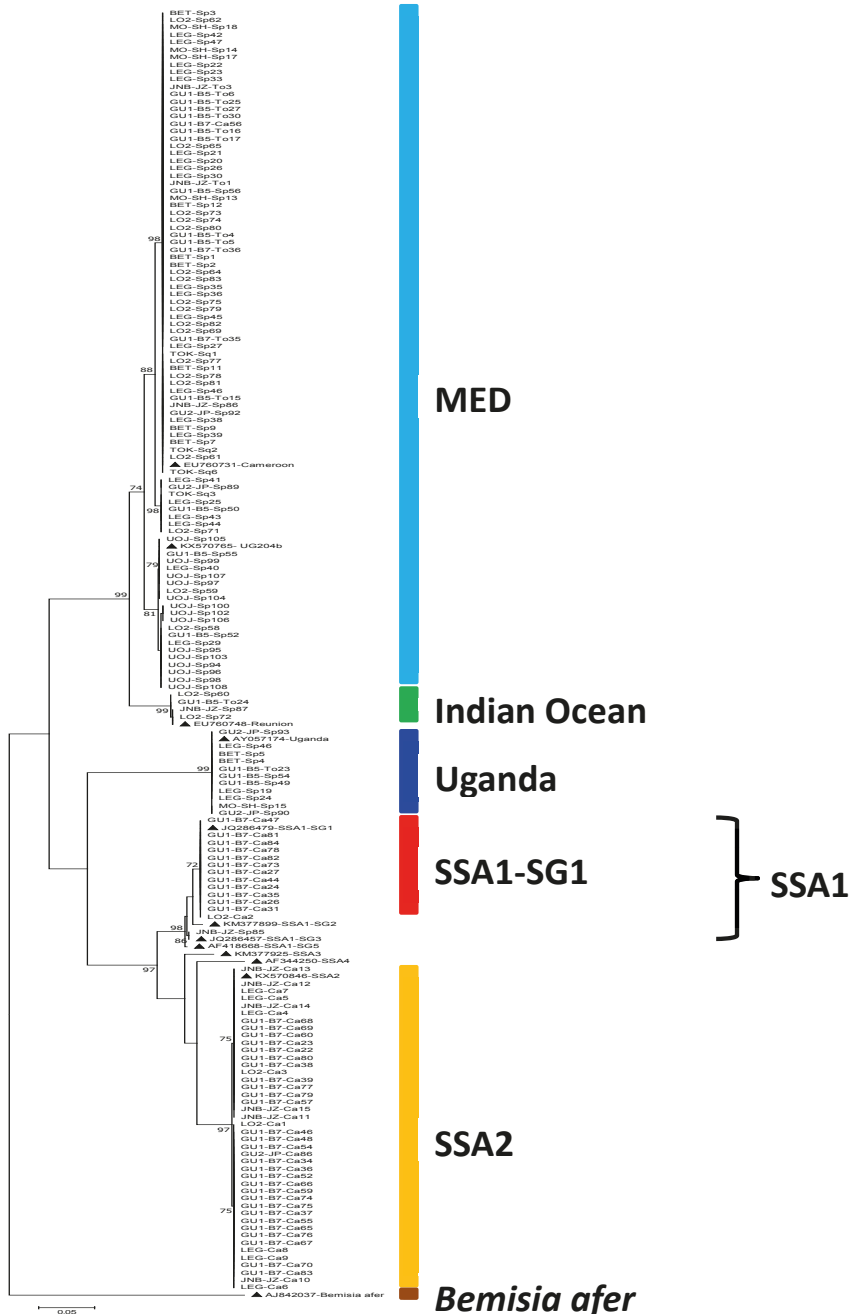 BET-Sp3
LO2-Sp62
MO-SH-Sp18
LEG-Sp42
LEG-Sp47
MO-SH-Sp14
MO-SH-Sp17
LEG-Sp22
LEG-Sp23
LEG-Sp33
JNB-JZ-To3
GU1-B5-To6
GU1-B5-To25
GU1-B5-To27
GU1-B5-To30
GU1-B7-Ca56
GU1-B5-To16
GU1-B5-To17
LO2-Sp65
LEG-Sp21
LEG-Sp20
LEG-Sp26
LEG-Sp30
JNB-JZ-To1
GU1-B5-Sp56
MO-SH-Sp13
BET-Sp12
LO2-Sp73
LO2-Sp74
LO2-Sp80
GU1-B5-To4
98 GU1-B5-To5
GU1-B7-To36
BET-Sp1
BET-Sp2
LO2-Sp64
LO2-Sp83
LEG-Sp35
LEG-Sp36
LO2-Sp75
LO2-Sp79
LEG-Sp45
LO2-Sp82
LO2-Sp69
GU1-B7-To35
LEG-Sp27
TOK-Sq1
LO2-Sp77
88 BET-Sp11
LO2-Sp78
LO2-Sp81
LEG-Sp46
MED
GU1-B5-To15
JNB-JZ-Sp86
GU2-JP-Sp92
LEG-Sp38
BET-Sp9
LEG-Sp39
BET-Sp7
TOK-Sq2
LO2-Sp61
EU760731-Cameroon
TOK-Sq6
LEG-Sp41
74 GU2-JP-Sp89
TOK-Sq3
LEG-Sp25
98 GU1-B5-Sp50
LEG-Sp43
LEG-Sp44
LO2-Sp71
UOJ-Sp105
KX570765- UG204b
GU1-B5-Sp55
79 UOJ-Sp99
LEG-Sp40
UOJ-Sp107
UOJ-Sp97
99 LO2-Sp59
UOJ-Sp104
UOJ-Sp100
81 UOJ-Sp102
UOJ-Sp106
LO2-Sp58
GU1-B5-Sp52
LEG-Sp29
UOJ-Sp95
UOJ-Sp103
UOJ-Sp94
UOJ-Sp96
UOJ-Sp98
UOJ-Sp108
LO2-Sp60
GU1-B5-To24
99 JNB-JZ-Sp87
Indian Ocean
LO2-Sp72
EU760748-Reunion
GU2-JP-Sp93
AY057174-Uganda
LEG-Sp46
BET-Sp5
BET-Sp4
99 GU1-B5-To23
Uganda
GU1-B5-Sp54
GU1-B5-Sp49
LEG-Sp19
LEG-Sp24
MO-SH-Sp15
GU2-JP-Sp90
GU1-B7-Ca47
JQ286479-SSA1-SG1
GU1-B7-Ca81
GU1-B7-Ca84
GU1-B7-Ca78
GU1-B7-Ca82
72 GU1-B7-Ca73
SSA1-SG1
GU1-B7-Ca27
SSA1
GU1-B7-Ca44
GU1-B7-Ca24
GU1-B7-Ca35
GU1-B7-Ca26
GU1-B7-Ca31
LO2-Ca2
KM377899-SSA1-SG2
98 JNB-JZ-Sp85
86 JQ286457-SSA1-SG3
AF418668-SSA1-SG5
KM377925-SSA3
AF344250-SSA4
97 JNB-JZ-Ca13
KX570846-SSA2
JNB-JZ-Ca12
LEG-Ca7
LEG-Ca5
JNB-JZ-Ca14
LEG-Ca4
GU1-B7-Ca68
GU1-B7-Ca69
GU1-B7-Ca60
75 GU1-B7-Ca23
GU1-B7-Ca22
GU1-B7-Ca80
GU1-B7-Ca38
LO2-Ca3
GU1-B7-Ca39
GU1-B7-Ca77
GU1-B7-Ca79
GU1-B7-Ca57
JNB-JZ-Ca15
JNB-JZ-Ca11
LO2-Ca1
97 GU1-B7-Ca46
GU1-B7-Ca48
SSA2
GU1-B7-Ca54
GU2-JP-Ca86
GU1-B7-Ca34
GU1-B7-Ca36
GU1-B7-Ca52
GU1-B7-Ca66
GU1-B7-Ca59
GU1-B7-Ca74
75 GU1-B7-Ca75
GU1-B7-Ca37
GU1-B7-Ca55
GU1-B7-Ca65
GU1-B7-Ca76
GU1-B7-Ca67
LEG-Ca8
LEG-Ca9
GU1-B7-Ca70
GU1-B7-Ca83
JNB-JZ-Ca10
LEG-Ca6
AJ842037-Bemisia afer
Bemisia afer
0.05